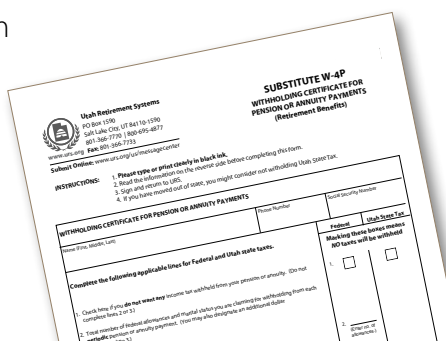 n
Utah Retirement Systems
PO Box 1590
Salt Lake City, UT 84110-1590
801-366-7770 | 800-695-4877
www.urs.org Fax: 801-366-7733
Submit Online: www.urs.org/us/messagecenter
SUBSTITUTE W-4P
WITHHOLDING CERTIFICATE FOR
PENSION OR ANNUITY PAYMENTS
(Retirement Benefits)
INSTRUCTIONS:
1. Please type or print clearly in black ink.
2. Read the information on the reverse side before completing this form.
3. Sign and return to URS.
4. If you have moved out of state, you might consider not withholding Utah State Tax.
WITHHOLDING CERTIFICATE FOR PENSION OR ANNUITY PAYMENTS
Name (First, Middle, Last)
Phone Number
Social Security Number
Complete the following applicable lines for Federal and Utah state taxes.
Federal
Utah State Tax
Marking these boxes means
NO taxes will be withheld
1. Check here if you do not want any income tax withheld from your pension or annuity. (Do not
complete lines 2 or 3.)
1.
2. Total number of federal allowances and marital status you are claiming for withholding from each
periodic pension or annuity payment. (You may also designate an additional dollar
2.
(Enter no. of
allowances.)